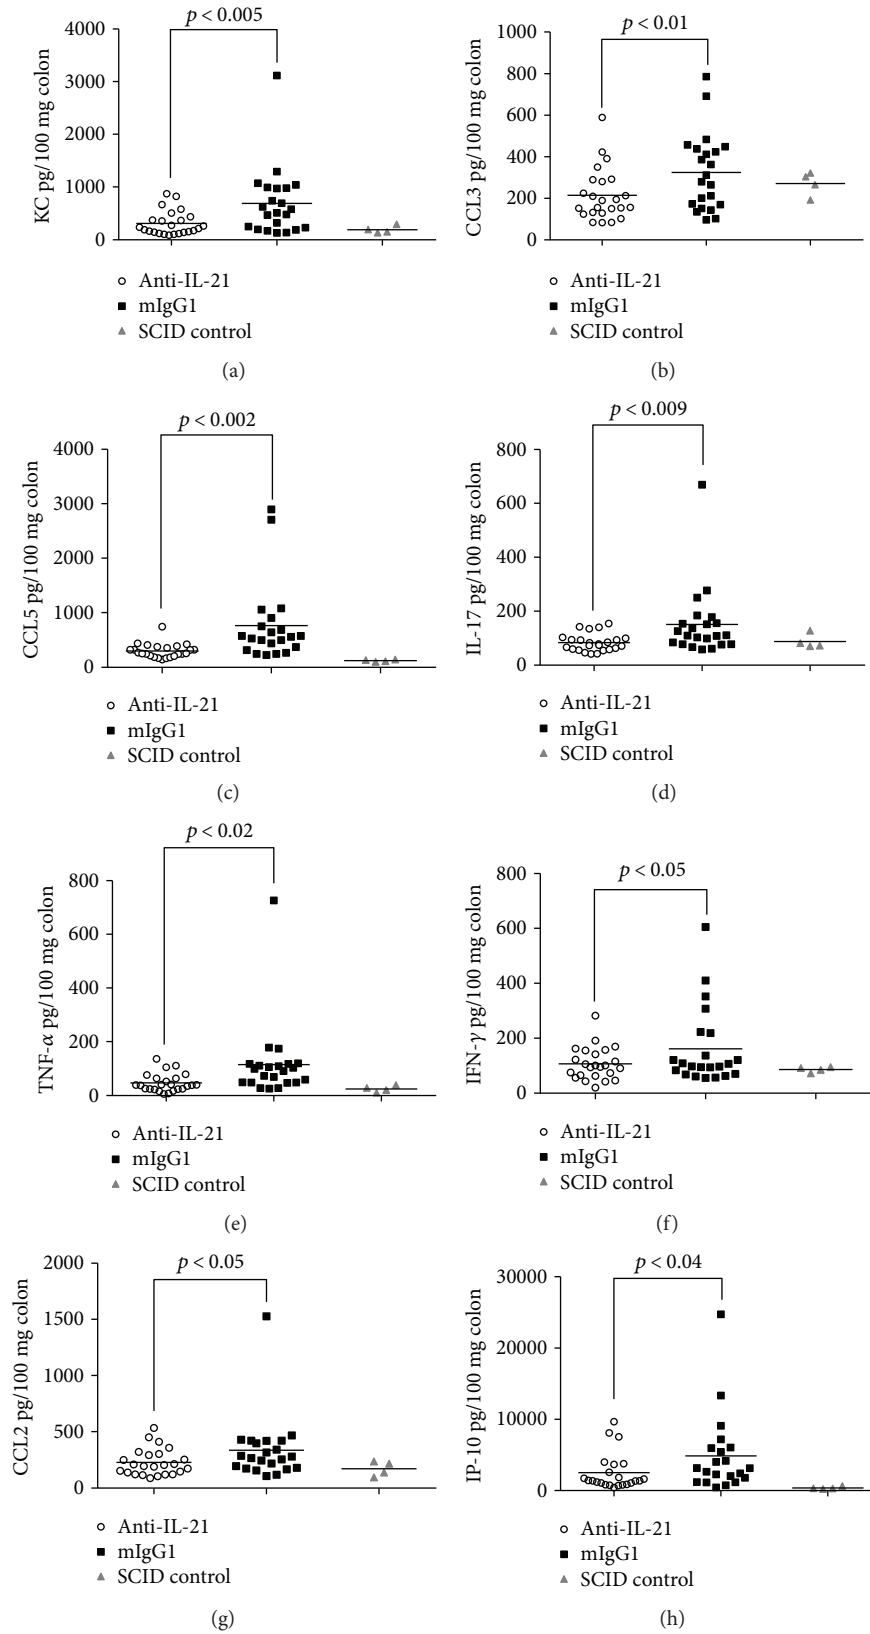 p < 0.005
KC pg/100 mg colon
4000
3000
2000
1000
0
Anti-IL-21
mIgG1
SCID control
(a)
p < 0.01
CCL3 pg/100 mg colon
1000
800
600
400
200
0
Anti-IL-21
mIgG1
SCID control
(b)
p < 0.002
CCL5 pg/100 mg colon
4000
3000
2000
1000
0
Anti-IL-21
mIgG1
SCID control
(c)
p < 0.009
IL-17 pg/100 mg colon
800
600
400
200
0
Anti-IL-21
mIgG1
SCID control
(d)
p < 0.02
TNF-α pg/100 mg colon
800
600
400
200
0
Anti-IL-21
mIgG1
SCID control
(e)
p < 0.05
IFN-γ pg/100 mg colon
800
600
400
200
0
Anti-IL-21
mIgG1
SCID control
(f)
p < 0.05
CCL2 pg/100 mg colon
2000
1500
1000
500
0
Anti-IL-21
mIgG1
SCID control
(g)
p < 0.04
IP-10 pg/100 mg colon
30000
20000
10000
0
Anti-IL-21
mIgG1
SCID control
(h)